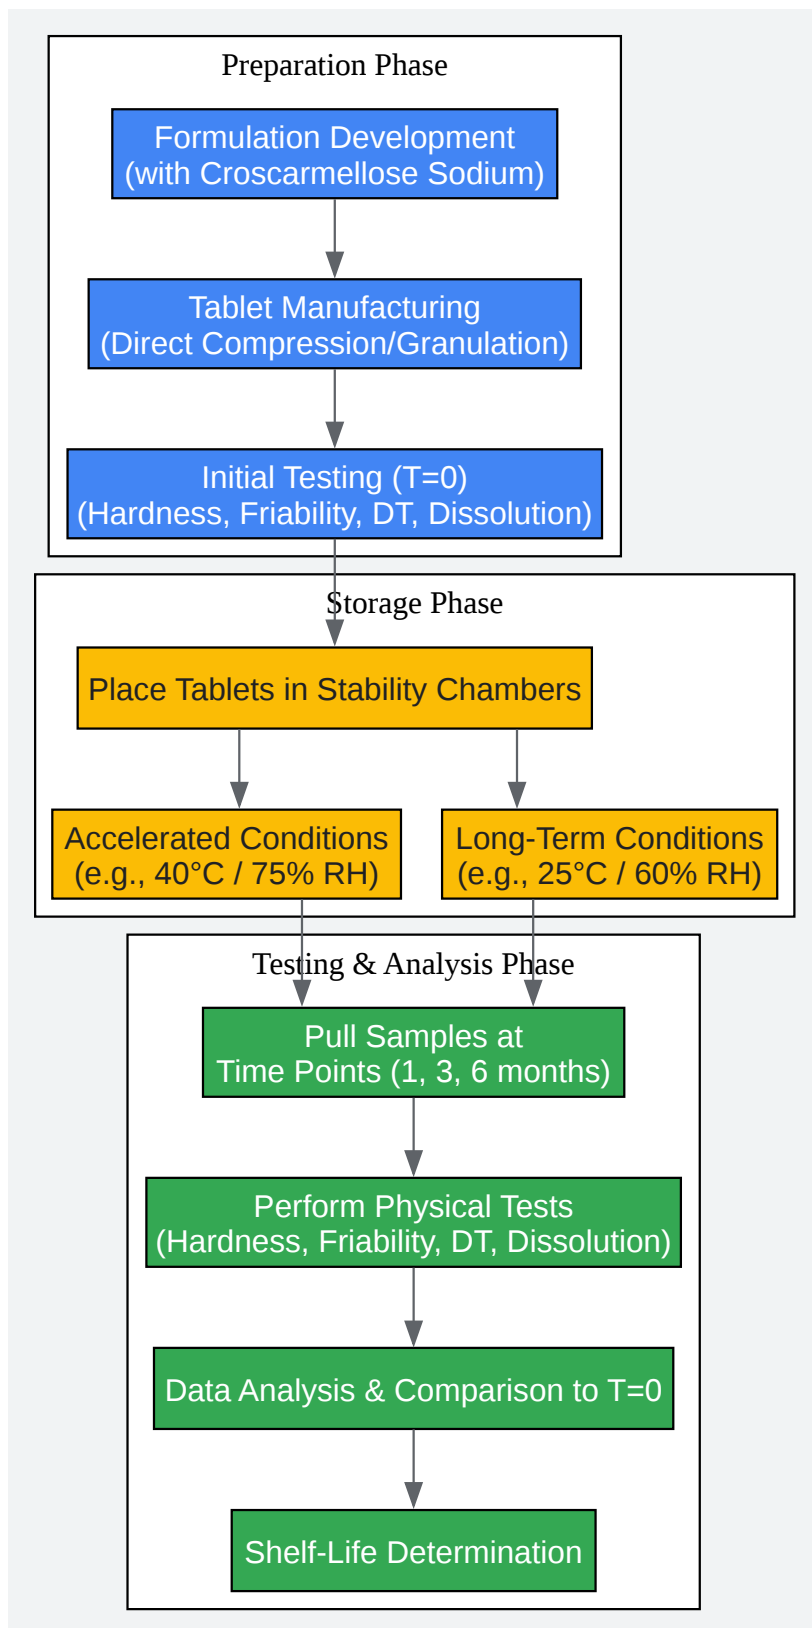 Preparation Phase
Formulation Development
(with Croscarmellose Sodium)
Tablet Manufacturing
(Direct Compression/Granulation)
Initial Testing (T=0)
(Hardness, Friability, DT, Dissolution)
Storage Phase
Place Tablets in Stability Chambers
Accelerated Conditions
(e.g., 40°C / 75% RH)
Long-Term Conditions
(e.g., 25°C / 60% RH)
Testing & Analysis Phase
Pull Samples at
Time Points (1, 3, 6 months)
Perform Physical Tests
(Hardness, Friability, DT, Dissolution)
Data Analysis & Comparison to T=0
Shelf-Life Determination